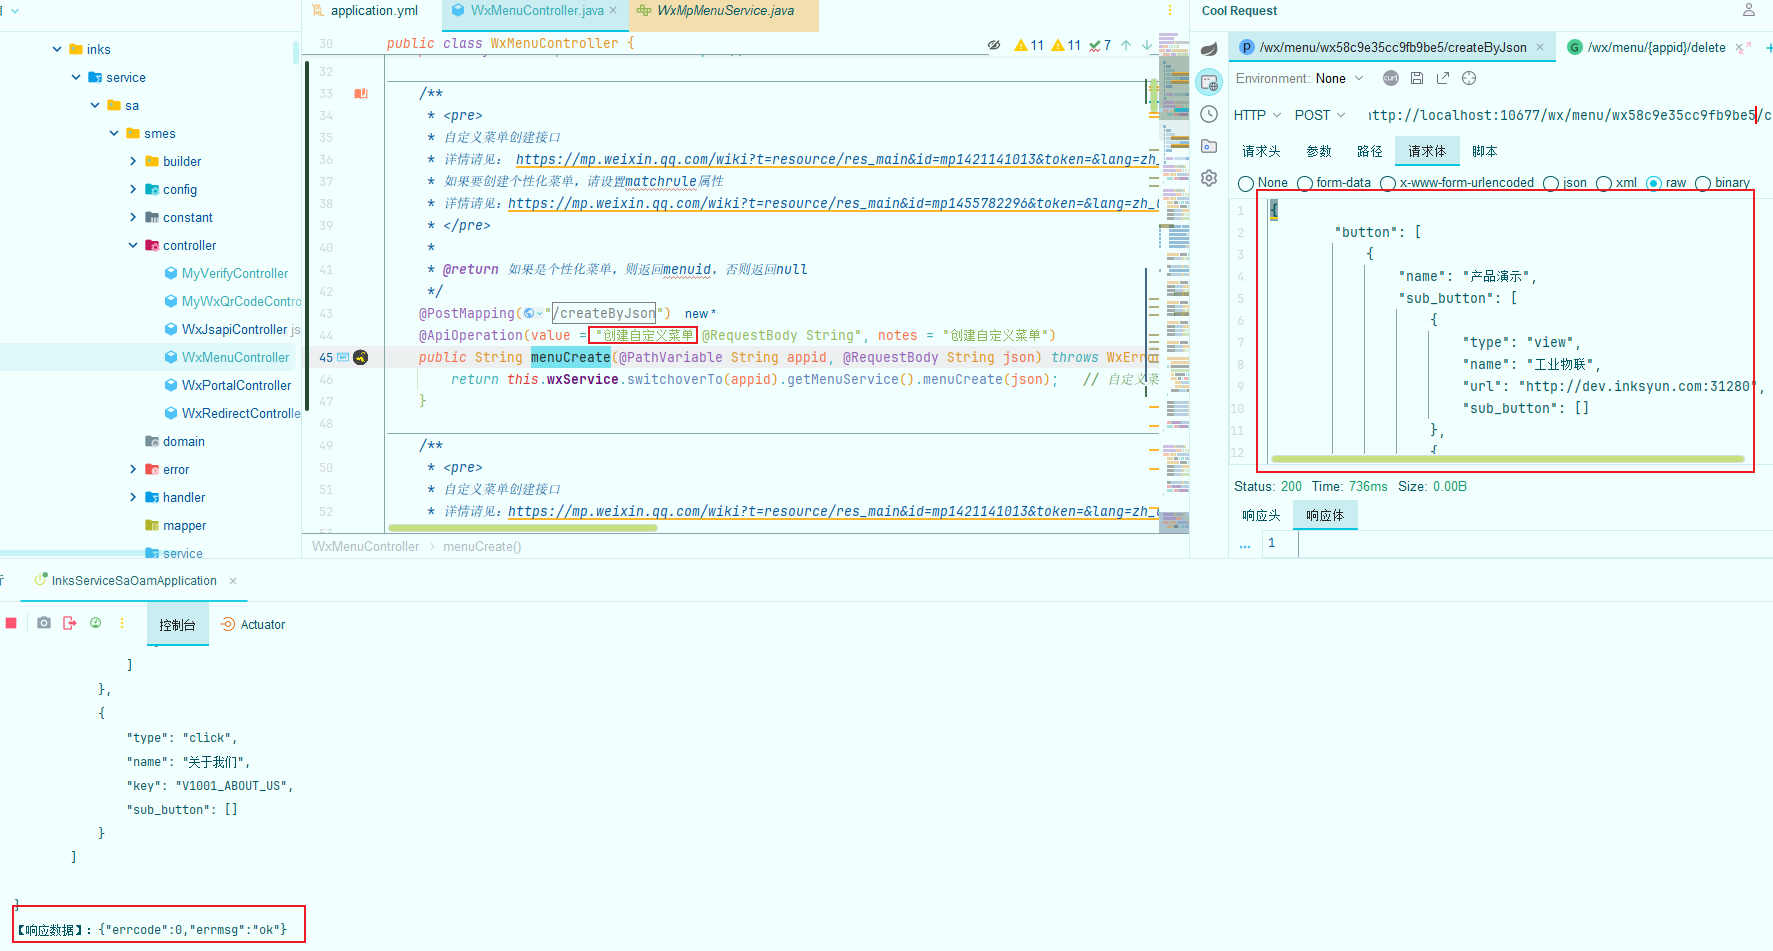 application.yml
WxMenuController.java
WxMpMenuService.java
Cool Request
inks
service
sa
smes
builder
config
constant
controller
MyVerifyController
MyWxQrCodeContro
WxJsapiController js
WxMenuController
WxPortalController
WxRedirectControlle
domain
error
handler
mapper
service
11 11 7
30 public class WxMenuController {
32
33 /**
34 * <pre>
35 * 自定义菜单创建接口
36 * 详情请见: https://mp.weixin.qq.com/wiki?t=resource/res_main&id=mp1421141013&token=&lang=zh_
37 * 如果要创建个性化菜单,请设置matchrule属性
38 * 详情请见:https://mp.weixin.qq.com/wiki?t=resource/res_main&id=mp1455782296&token=&lang=zh_
39 * </pre>
40 *
41 * @return 如果是个性化菜单,则返回menuid,否则返回null
42 */
43 @PostMapping("/createByJson") new *
44 @ApiOperation(value = "创建自定义菜单 @RequestBody String", notes = "创建自定义菜单")
45 public String menuCreate(@PathVariable String appid, @RequestBody String json) throws WxErro
46 return this.wxService.switchoverTo(appid).getMenuService().menuCreate(json); // 自定义菜
47 }
48
49 /**
50 * <pre>
51 * 自定义菜单创建接口
52 * 详情请见:https://mp.weixin.qq.com/wiki?t=resource/res_main&id=mp1421141013&token=&lang=zh_
WxMenuController > menuCreate()
/wx/menu/wx58c9e35cc9fb9be5/createByJson
/wx/menu/{appid}/delete
Environment: None
curl
HTTP POST http://localhost:10677/wx/menu/wx58c9e35cc9fb9be5/c
请求头 参数 路径 请求体 脚本
None form-data x-www-form-urlencoded json xml raw binary
1 {
2 "button": [
3 {
4 "name": "产品演示",
5 "sub_button": [
6 {
7 "type": "view",
8 "name": "工业物联",
9 "url": "http://dev.inksyun.com:31280",
10 "sub_button": []
11 },
12 {
Status: 200 Time: 736ms Size: 0.00B
响应头 响应体
... 1
InksServiceSaOamApplication
控制台 Actuator
]
},
{
"type": "click",
"name": "关于我们",
"key": "V1001_ABOUT_US",
"sub_button": []
}
]
}
【响应数据】:{"errcode":0,"errmsg":"ok"}